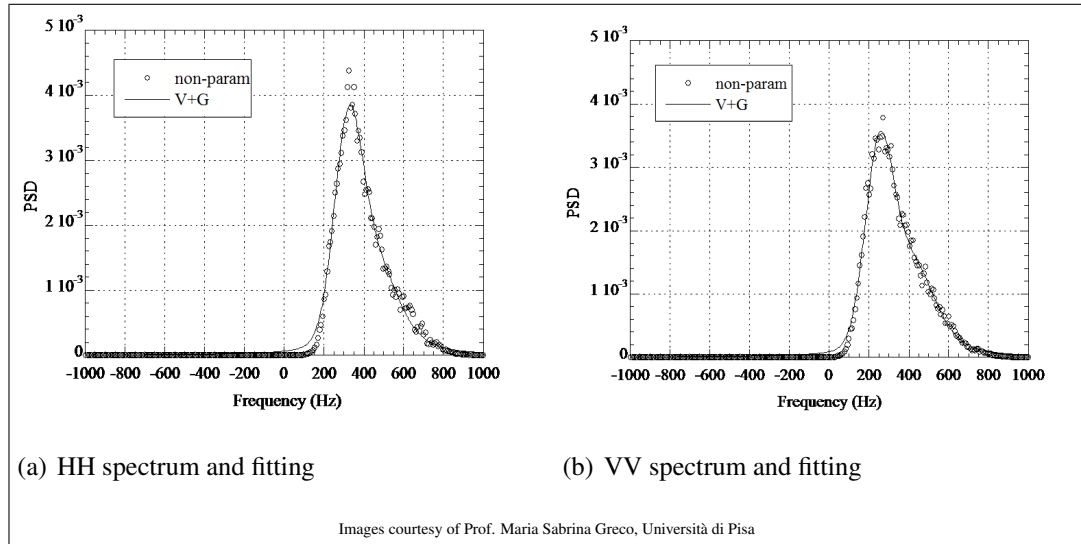 5 10-3
4 10-3
3 10-3
2 10-3
1 10-3
0
PSD
non-param
V+G
-1000 -800 -600 -400 -200 0 200 400 600 800 1000
Frequency (Hz)
(a) HH spectrum and fitting
5 10-3
4 10-3
3 10-3
2 10-3
1 10-3
0
PSD
non-param
V+G
-1000 -800 -600 -400 -200 0 200 400 600 800 1000
Frequency (Hz)
(b) VV spectrum and fitting
Images courtesy of Prof. Maria Sabrina Greco, Università di Pisa